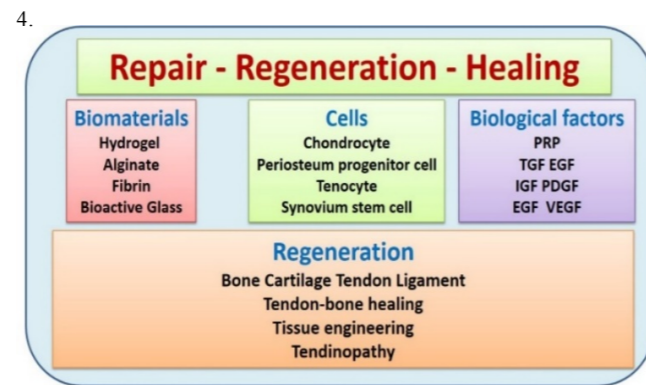 4.
Repair - Regeneration - Healing
Biomaterials
Hydrogel
Alginate
Fibrin
Bioactive Glass
Cells
Chondrocyte
Periosteum progenitor cell
Tenocyte
Synovium stem cell
Biological factors
PRP
TGF EGF
IGF PDGF
EGF VEGF
Regeneration
Bone Cartilage Tendon Ligament
Tendon-bone healing
Tissue engineering
Tendinopathy